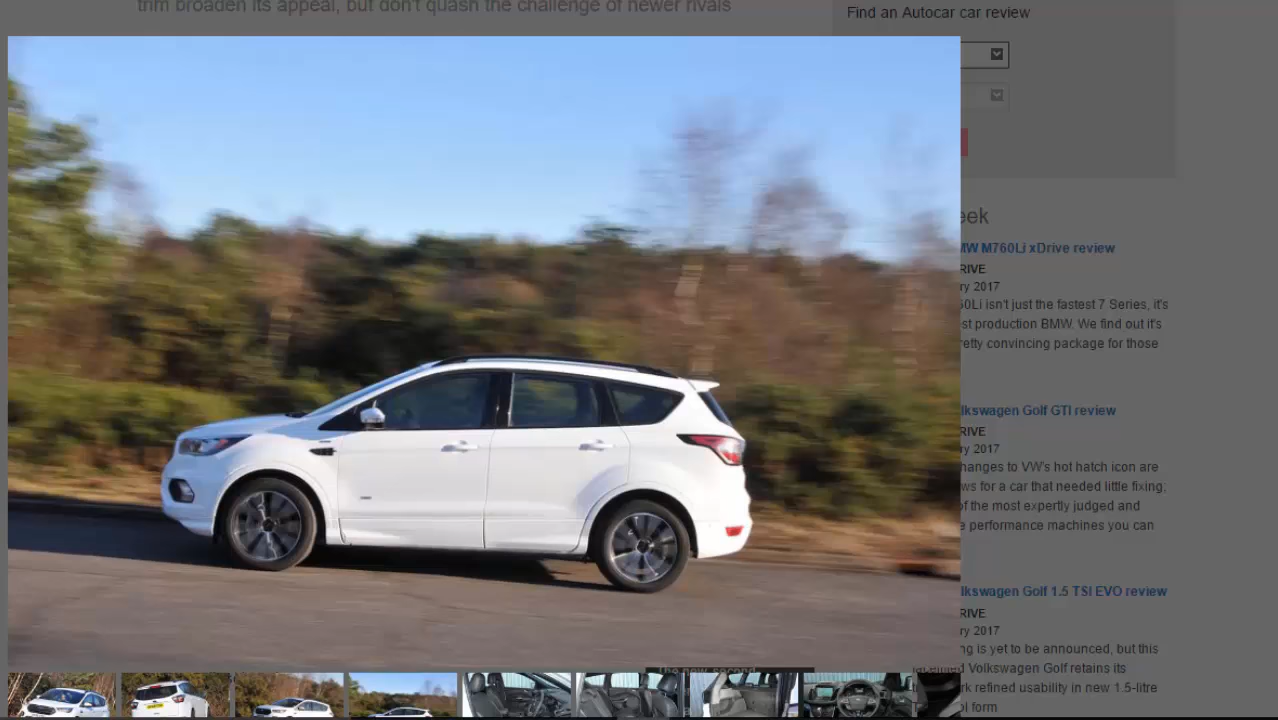 trim broaden its appeal, but don't quash the challenge of newer rivals
Find an Autocar car review
eek
MW M760Li xDrive review
RIVE
ry 2017
60Li isn't just the fastest 7 Series, it's
st production BMW. We find out it's
retty convincing package for those
lkswagen Golf GTI review
RIVE
ry 2017
hanges to VW's hot hatch icon are
ws for a car that needed little fixing;
of the most expertly judged and
e performance machines you can
lkswagen Golf 1.5 TSI EVO review
RIVE
ry 2017
ng is yet to be announced, but this
Volkswagen Golf retains its
rk refined usability in new 1.5-litre
ol form
The new, second-